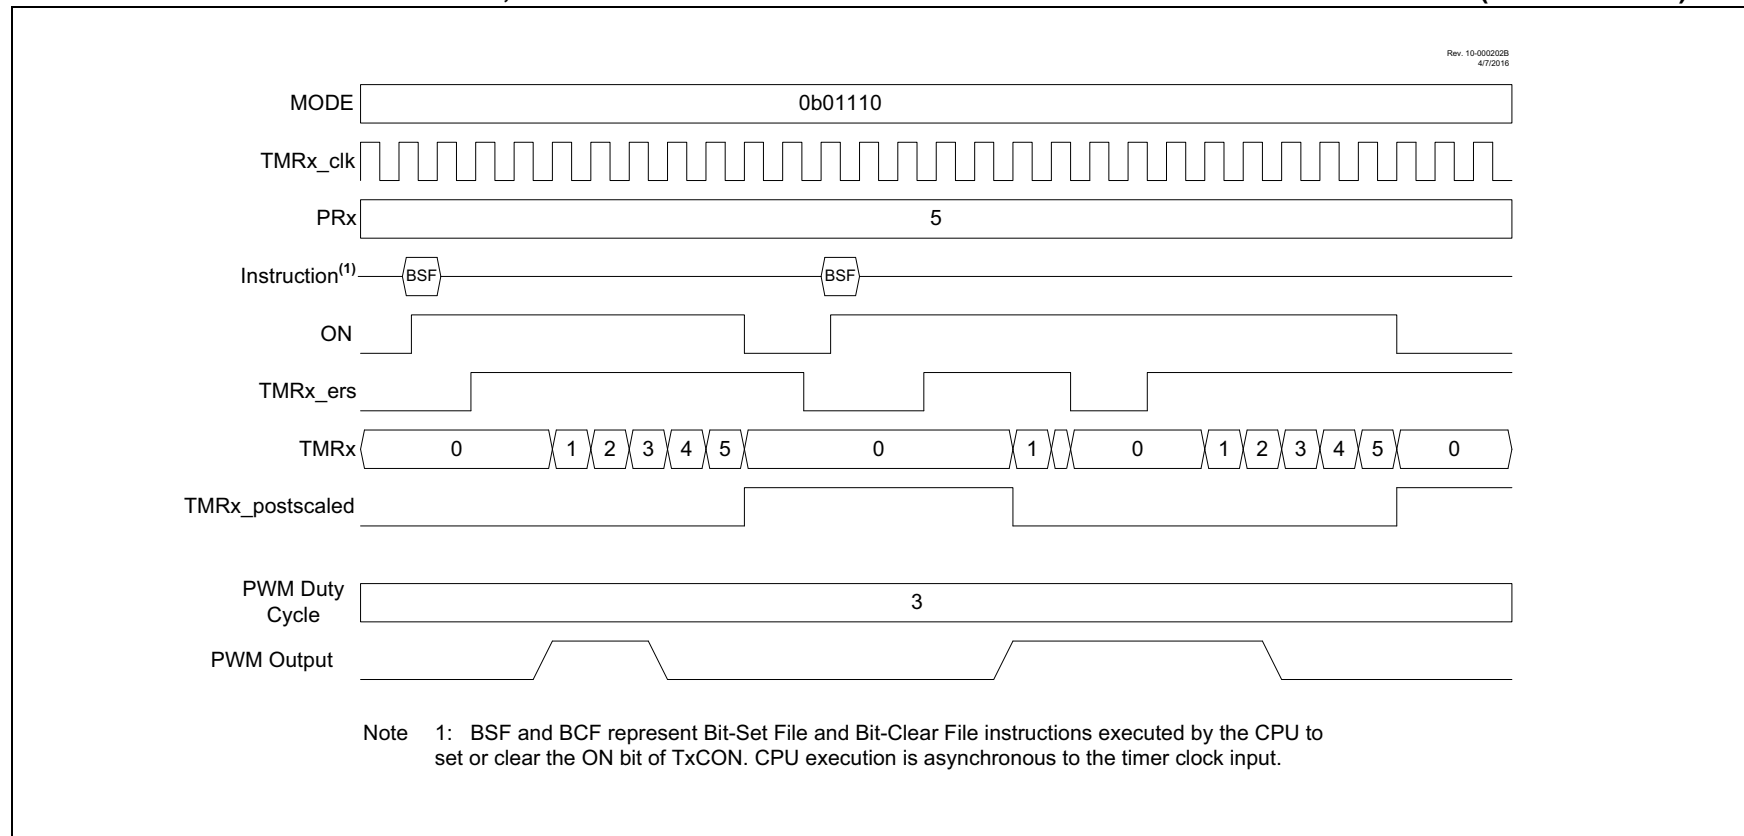 Rev. 10-000202B
4/7/2016
MODE 0b01110
TMRx_clk
PRx 5
Instruction(1) BSF BSF
ON
TMRx_ers
TMRx 0 1 2 3 4 5 0 1 0 1 2 3 4 5 0
TMRx_postscaled
PWM Duty
Cycle 3
PWM Output
Note 1: BSF and BCF represent Bit-Set File and Bit-Clear File instructions executed by the CPU to
set or clear the ON bit of TxCON. CPU execution is asynchronous to the timer clock input.